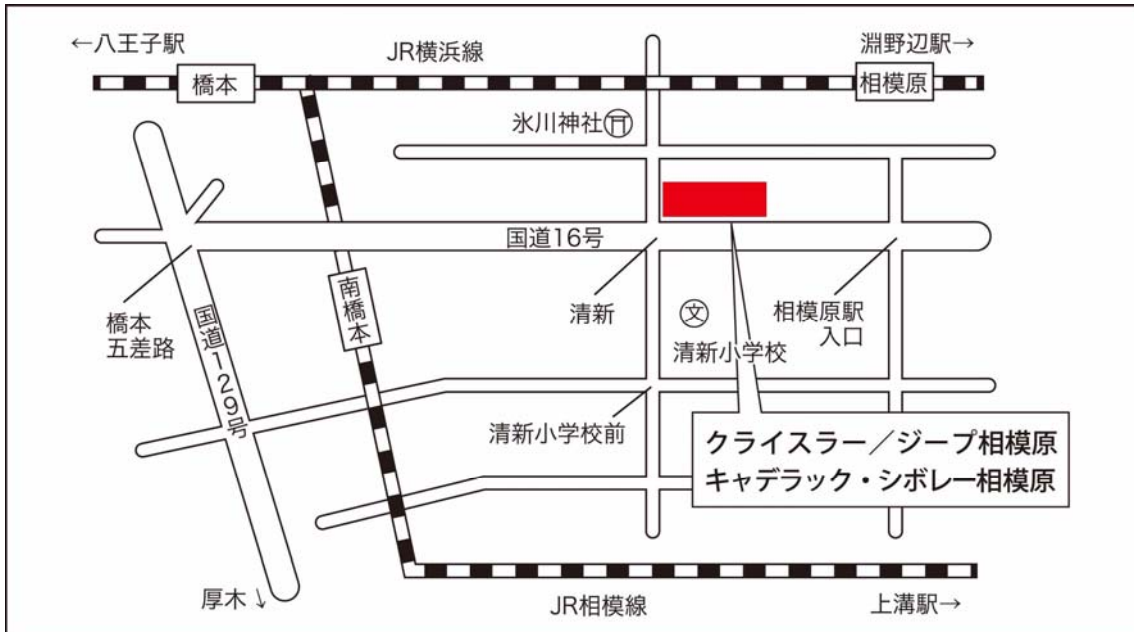 ←八王子駅
JR横浜線
淵野辺駅→
橋本
相模原
氷川神社
国道16号
橋本
五差路
国道129号
南橋本
清新
文
清新小学校
相模原駅
入口
清新小学校前
クライスラー／ジープ相模原
キャデラック・シボレー相模原
厚木↓
JR相模線
上溝駅→